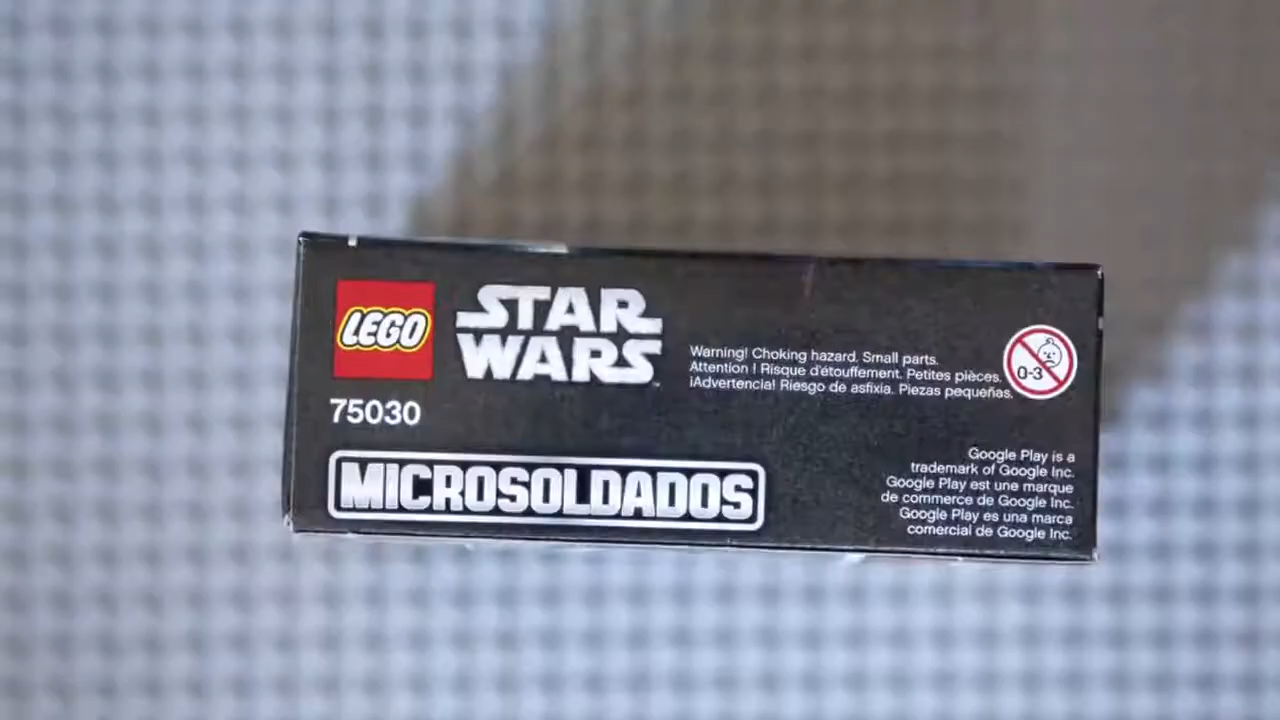 LEGO
STAR
WARS
™
75030
MICROSOLDADOS
Warning! Choking hazard. Small parts.
Attention ! Risque d'étouffement. Petites pièces.
¡Advertencia! Riesgo de asfixia. Piezas pequeñas.
0-3
Google Play is a
trademark of Google Inc.
Google Play est une marque
de commerce de Google Inc.
Google Play es una marca
comercial de Google Inc.